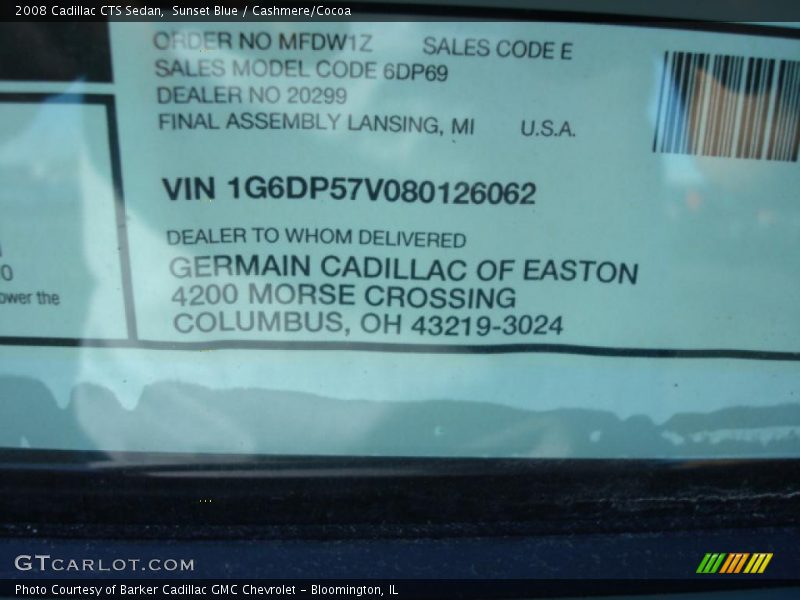 2008 Cadillac CTS Sedan, Sunset Blue / Cashmere/Cocoa
ORDER NO MFDW1Z SALES CODE E
SALES MODEL CODE 6DP69
DEALER NO 20299
FINAL ASSEMBLY LANSING, MI U.S.A.
VIN 1G6DP57V080126062
DEALER TO WHOM DELIVERED
GERMAIN CADILLAC OF EASTON
4200 MORSE CROSSING
COLUMBUS, OH 43219-3024
0
ower the
GTCARLOT.COM
Photo Courtesy of Barker Cadillac GMC Chevrolet - Bloomington, IL